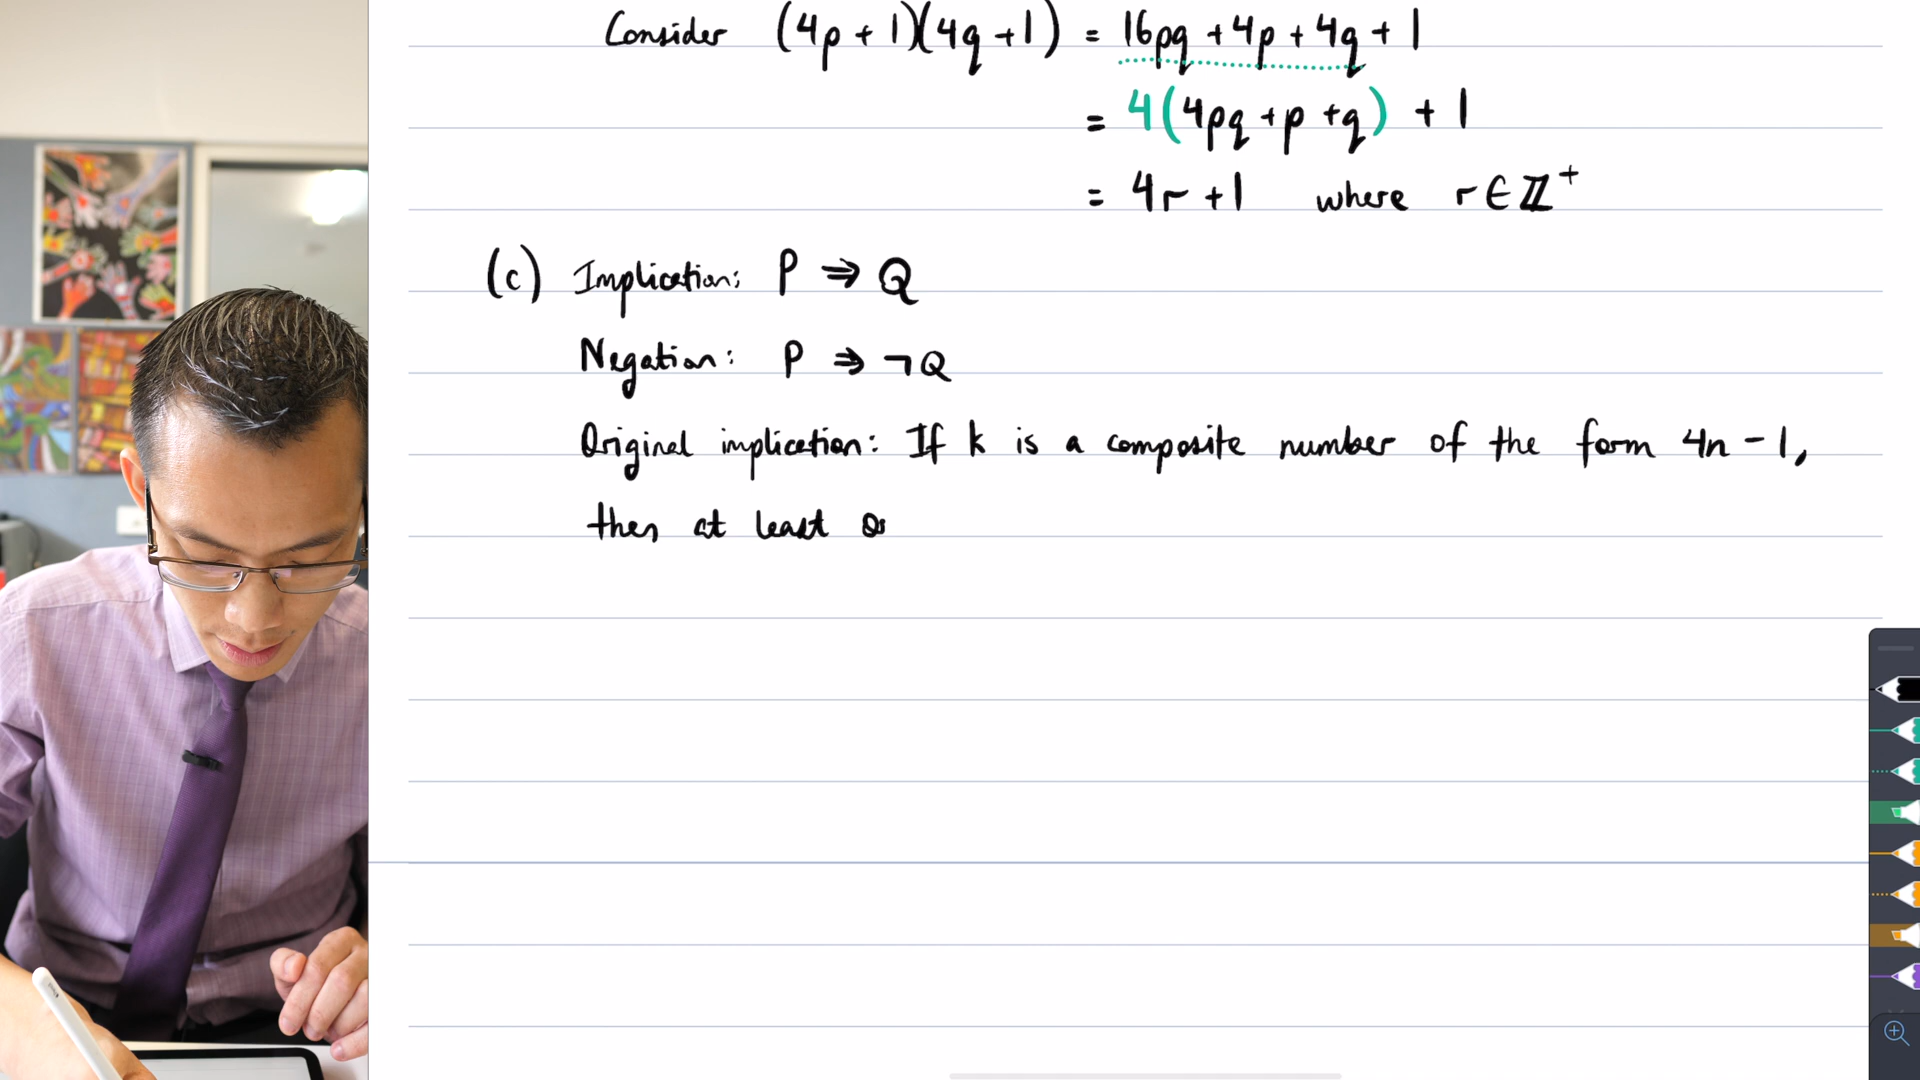 Consider (4p + 1)(4q + 1) = 16pq + 4p + 4q + 1
= 4(4pq + p + q) + 1
= 4r + 1 where r ∈ ℤ⁺
(c) Implication: P ⇒ Q
Negation: P ⇒ ¬Q
Original implication: If k is a composite number of the form 4n - 1,
then at least